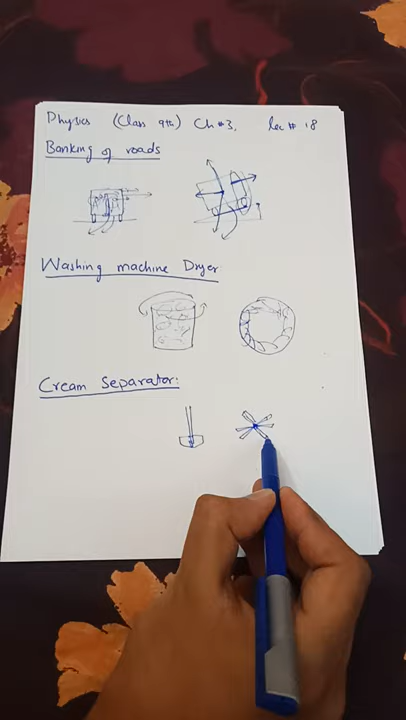 Physics (Class 9th) Ch # 3, lec # 18
Banking of roads
Washing machine Dryer
Cream Separator: